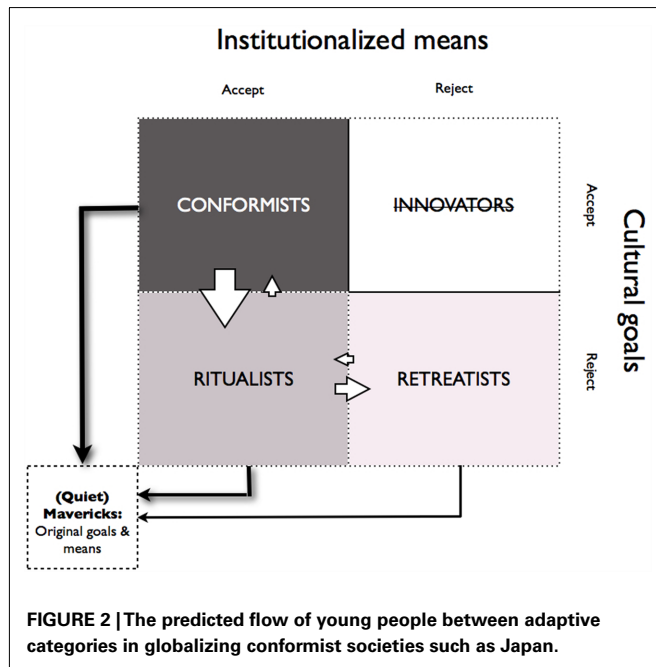 Institutionalized means
Accept
Reject
CONFORMISTS
INNOVATORS
Accept
Cultural goals
RITUALISTS
RETREATISTS
Reject
(Quiet)
Mavericks:
Original goals &
means
FIGURE 2 | The predicted flow of young people between adaptive
categories in globalizing conformist societies such as Japan.